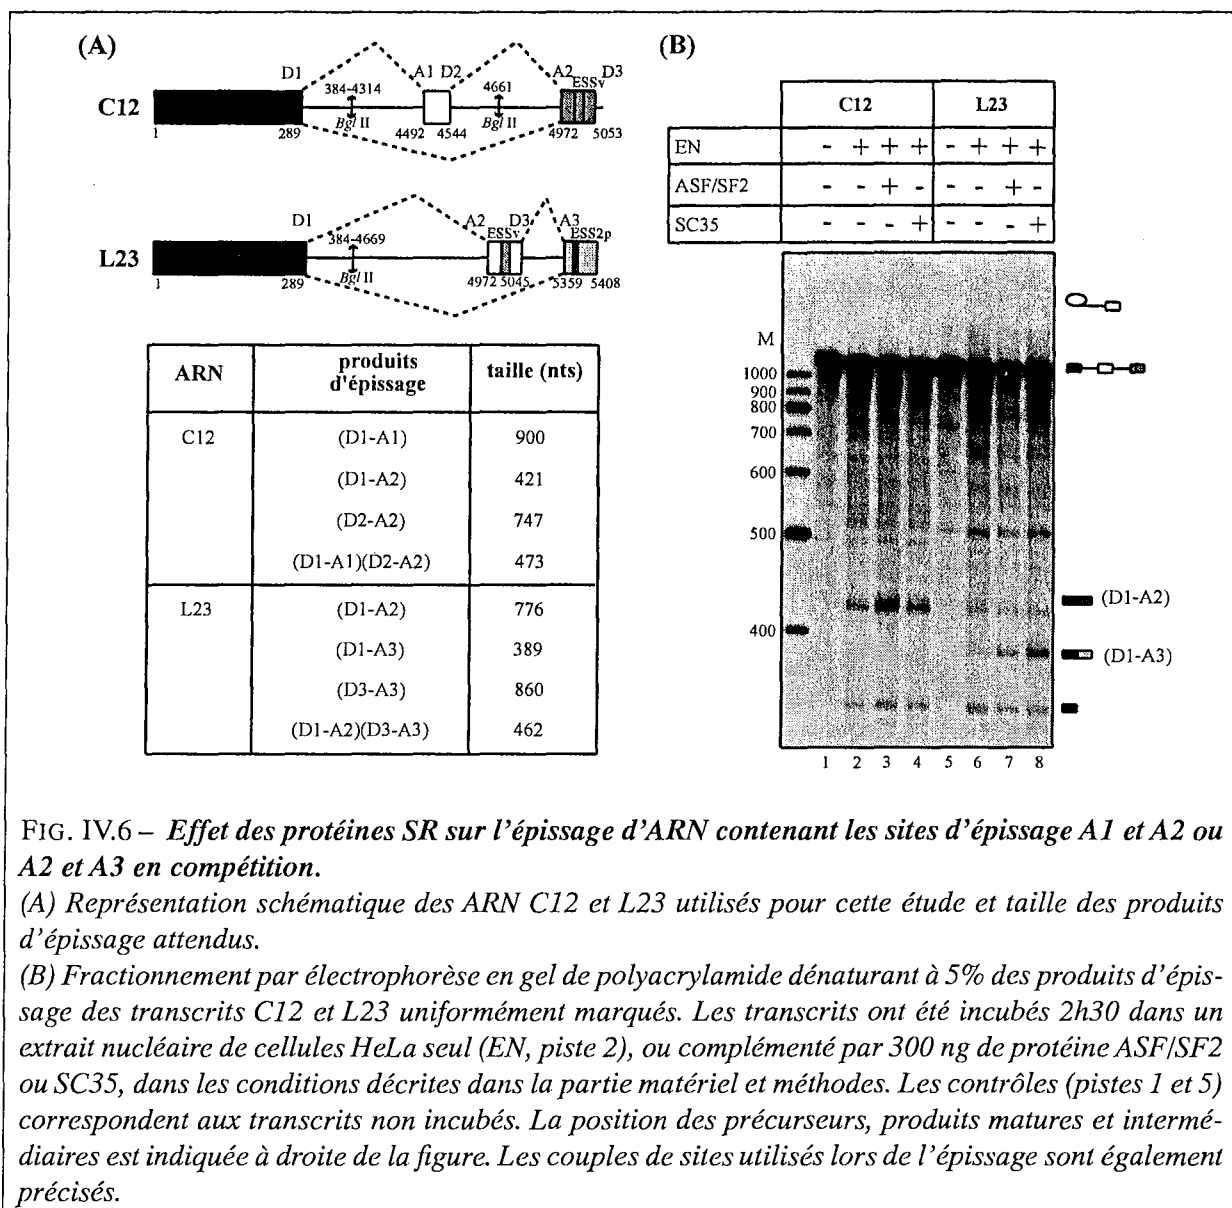 (A)
D1 A1 D2 A2 ESSv D3
384-4314 4661
C12
Bgl II Bgl II
1 289 4492 4544 4972 5053
D1 A2 D3 A3
384-4669 ESSv ESS2p
L23
Bgl II
1 289 4972 5045 5359 5408
ARN produits d'épissage taille (nts)
C12 (D1-A1) 900
(D1-A2) 421
(D2-A2) 747
(D1-A1)(D2-A2) 473
L23 (D1-A2) 776
(D1-A3) 389
(D3-A3) 860
(D1-A2)(D3-A3) 462
(B)
C12 L23
EN - + + + - + + +
ASF/SF2 - - + - - - + -
SC35 - - - + - - - +
M
1000
900
800
700
600
500
400
(D1-A2)
(D1-A3)
1 2 3 4 5 6 7 8
FIG. IV.6 – Effet des protéines SR sur l'épissage d'ARN contenant les sites d'épissage A1 et A2 ou
A2 et A3 en compétition.
(A) Représentation schématique des ARN C12 et L23 utilisés pour cette étude et taille des produits
d'épissage attendus.
(B) Fractionnement par électrophorèse en gel de polyacrylamide dénaturant à 5% des produits d'épis-
sage des transcrits C12 et L23 uniformément marqués. Les transcrits ont été incubés 2h30 dans un
extrait nucléaire de cellules HeLa seul (EN, piste 2), ou complémenté par 300 ng de protéine ASF/SF2
ou SC35, dans les conditions décrites dans la partie matériel et méthodes. Les contrôles (pistes 1 et 5)
correspondent aux transcrits non incubés. La position des précurseurs, produits matures et intermé-
diaires est indiquée à droite de la figure. Les couples de sites utilisés lors de l'épissage sont également
précisés.